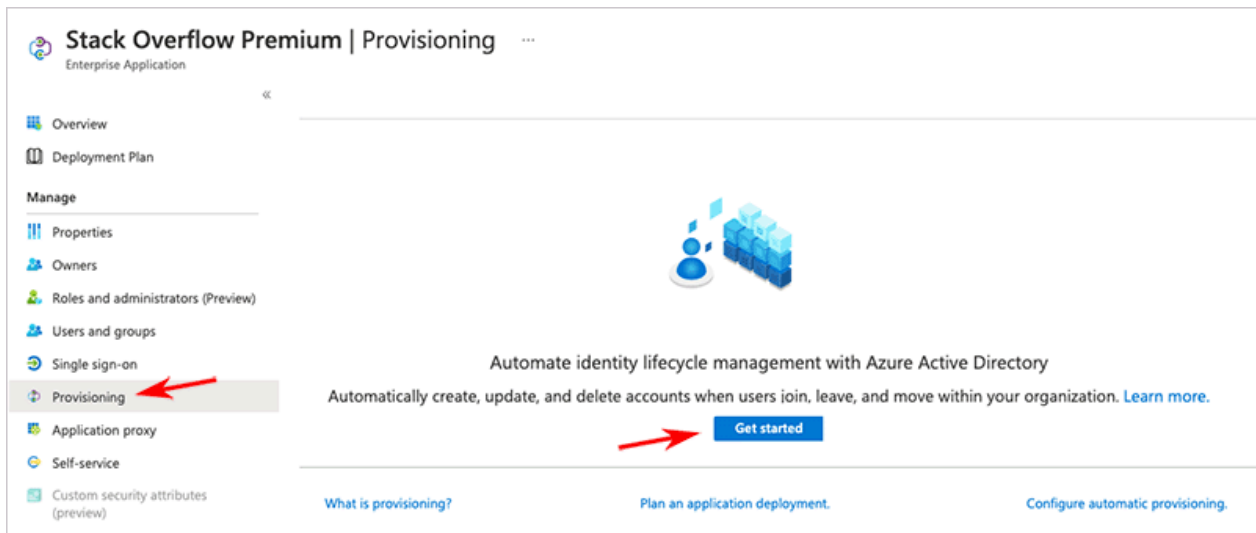 Stack Overflow Premium | Provisioning ...
Enterprise Application
«
Overview
Deployment Plan
Manage
Properties
Owners
Roles and administrators (Preview)
Users and groups
Single sign-on
Provisioning
Application proxy
Self-service
Custom security attributes
(preview)
Automate identity lifecycle management with Azure Active Directory
Automatically create, update, and delete accounts when users join, leave, and move within your organization. Learn more.
Get started
What is provisioning?
Plan an application deployment.
Configure automatic provisioning.